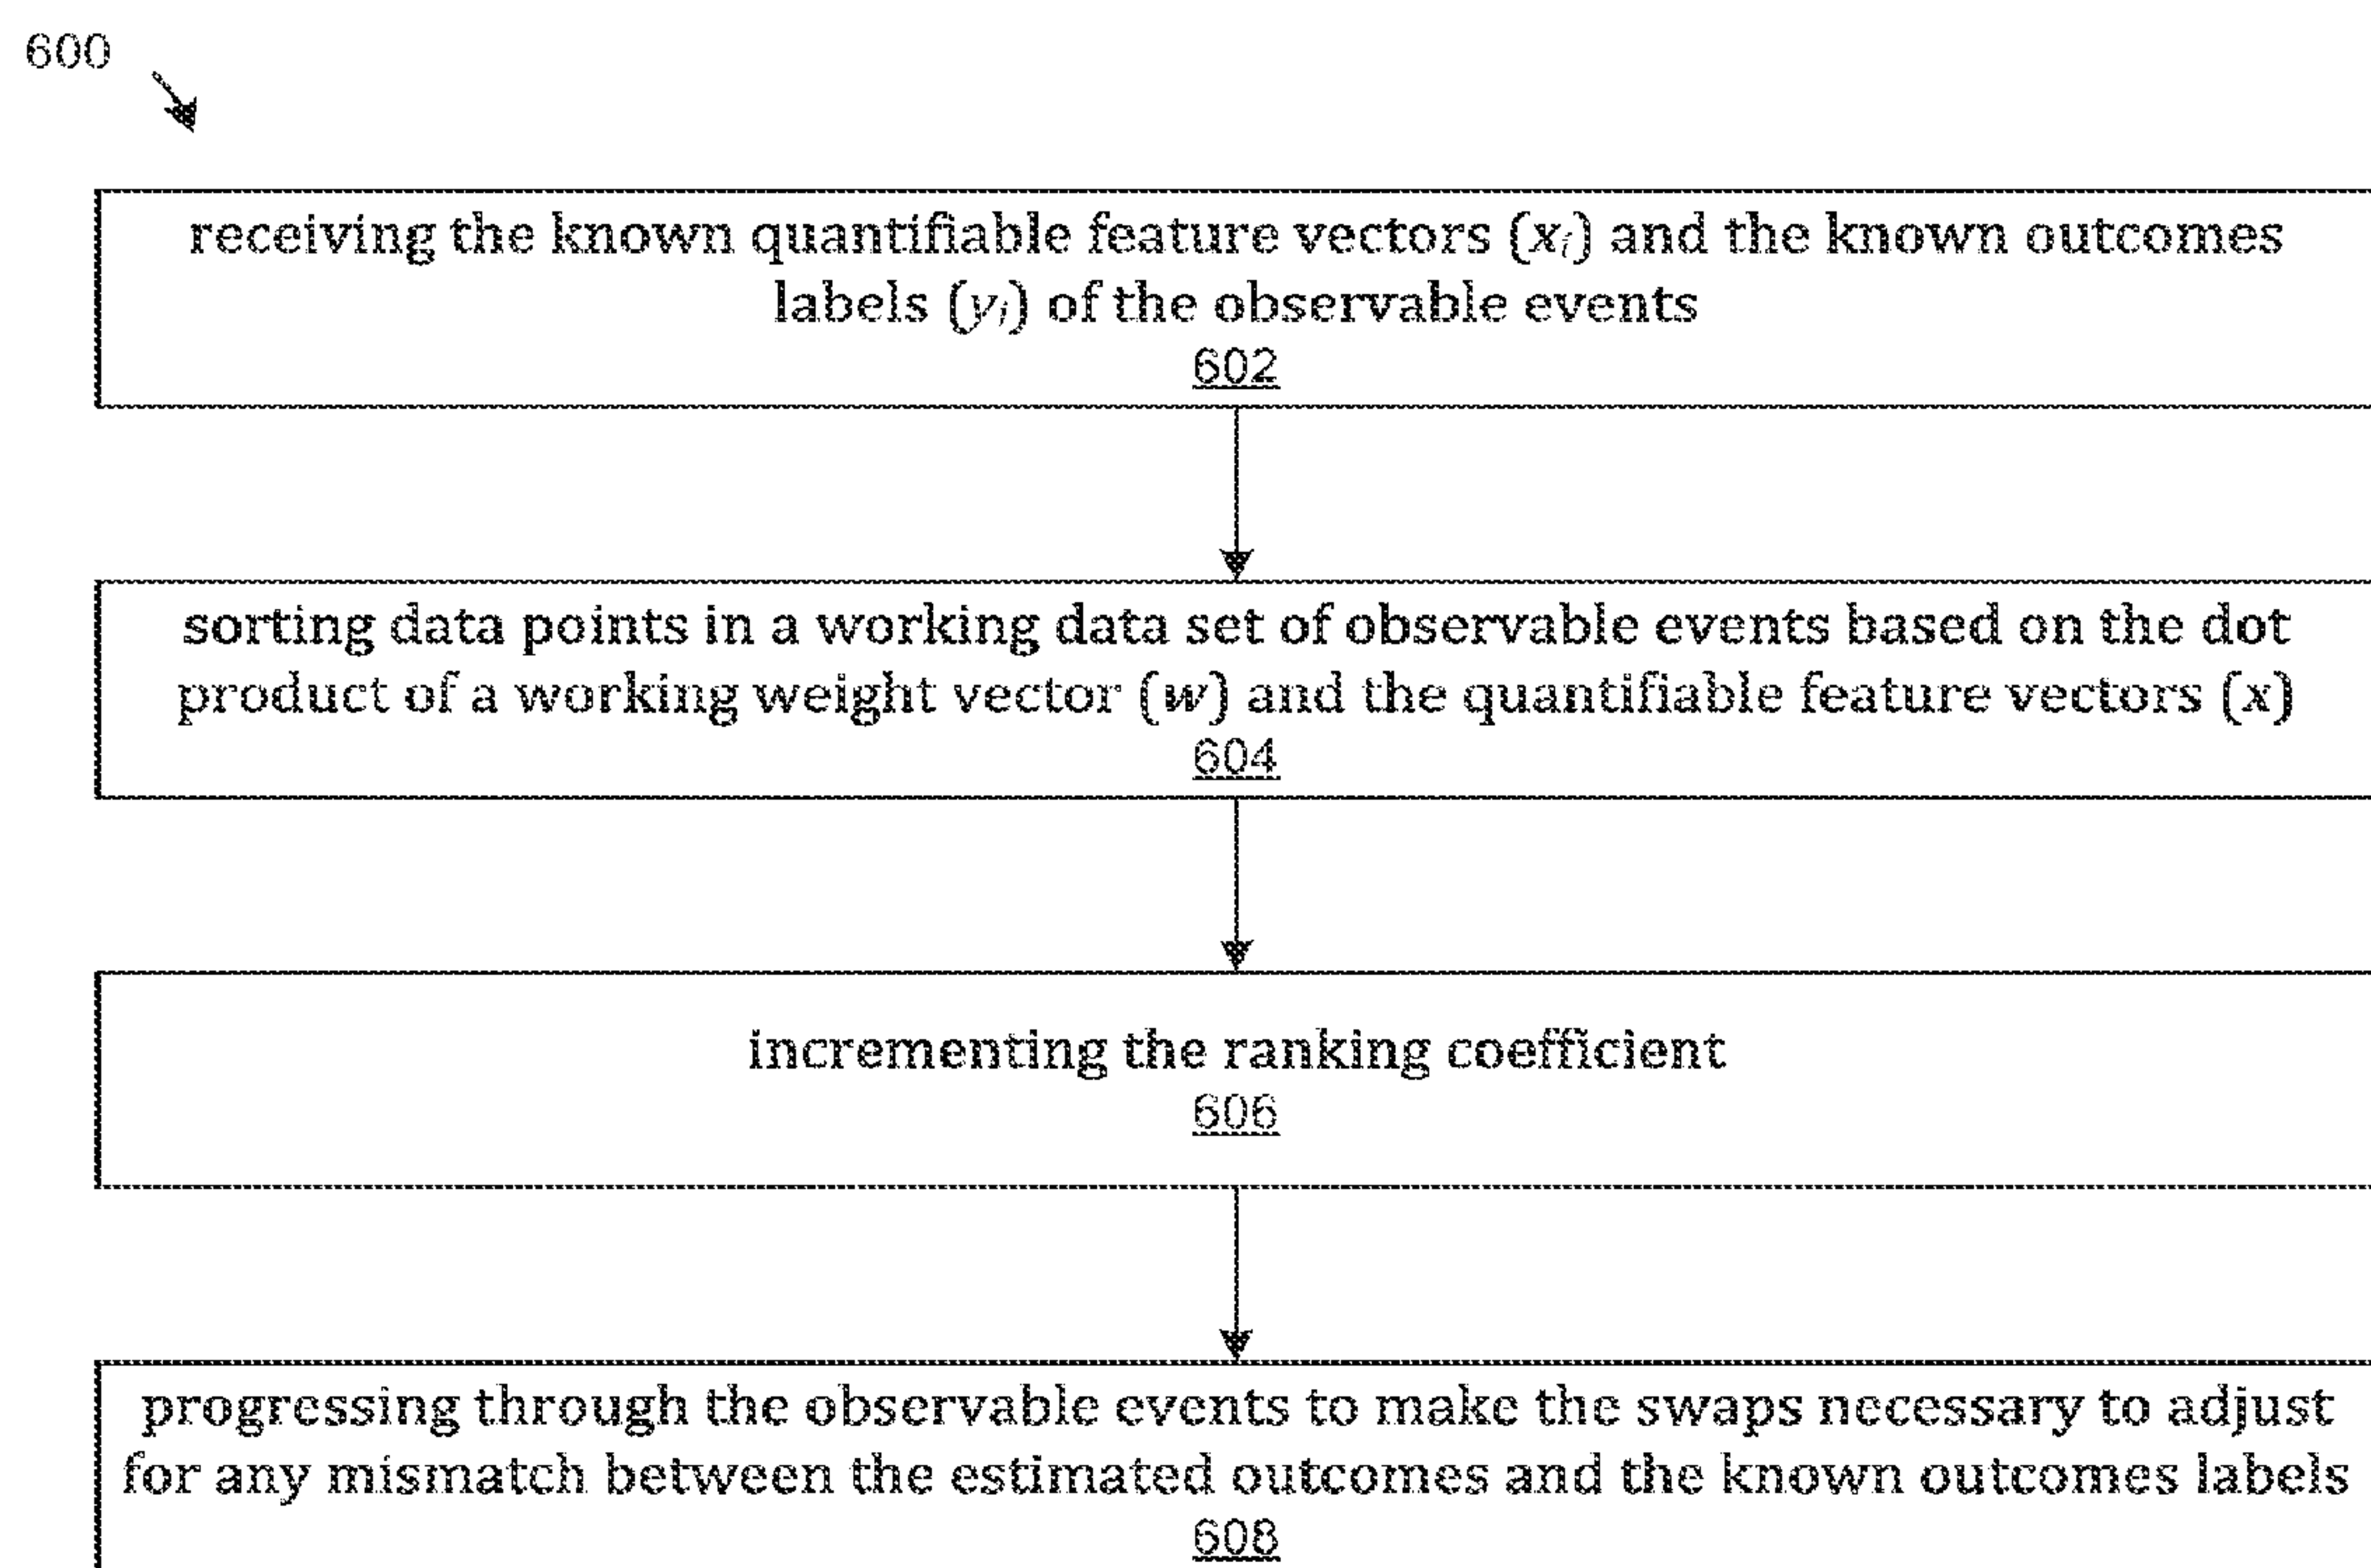 600
receiving the known quantifiable feature vectors (xᵢ) and the known outcomes
labels (yᵢ) of the observable events
602
sorting data points in a working data set of observable events based on the dot
product of a working weight vector (w) and the quantifiable feature vectors (x)
604
incrementing the ranking coefficient
606
progressing through the observable events to make the swaps necessary to adjust
for any mismatch between the estimated outcomes and the known outcomes labels
608